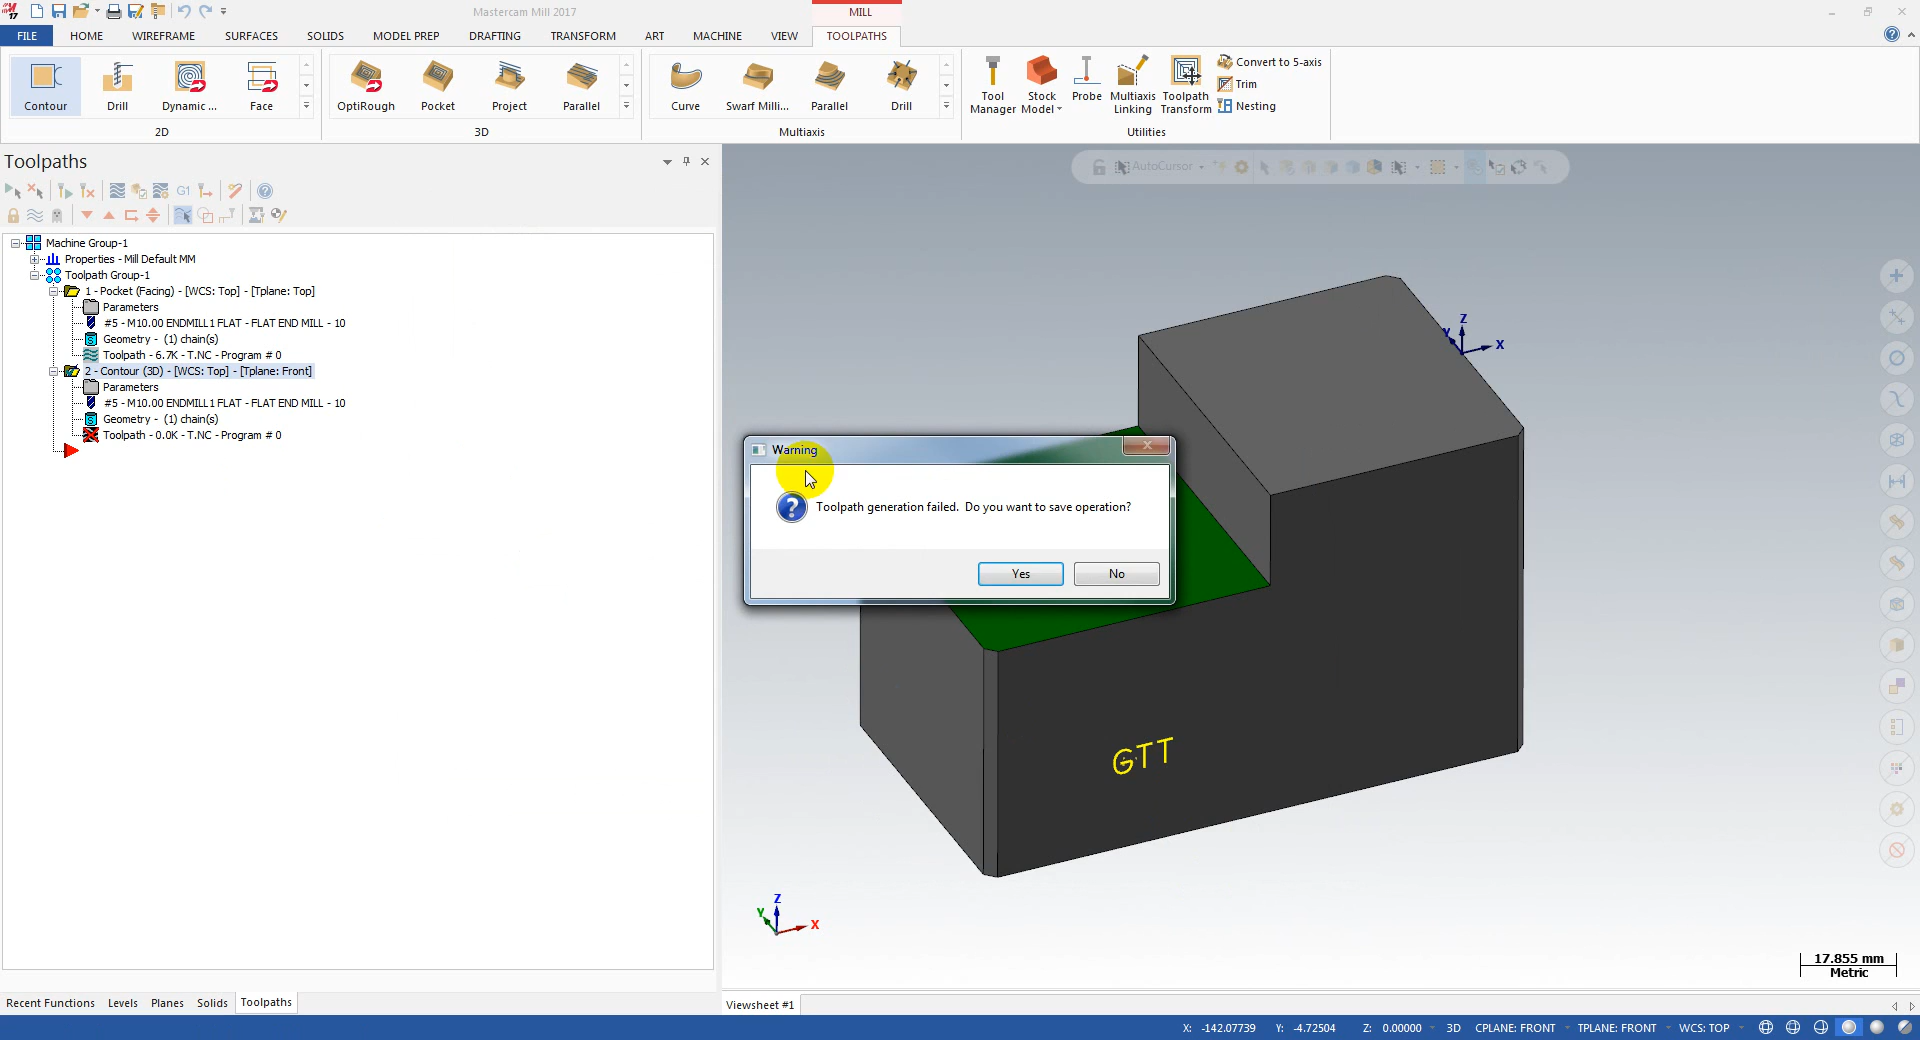 Mastercam Mill 2017
MILL
FILE
HOME
WIREFRAME
SURFACES
SOLIDS
MODEL PREP
DRAFTING
TRANSFORM
ART
MACHINE
VIEW
TOOLPATHS
Contour
Drill
Dynamic ...
Face
2D
OptiRough
Pocket
Project
Parallel
3D
Curve
Swarf Milli...
Parallel
Drill
Multiaxis
Tool Manager
Stock Model
Probe
Multiaxis Linking
Toolpath Transform
Convert to 5-axis
Trim
Nesting
Utilities
Toolpaths
G1
AutoCursor
Machine Group-1
Properties - Mill Default MM
Toolpath Group-1
1 - Pocket (Facing) - [WCS: Top] - [Tplane: Top]
Parameters
#5 - M10.00 ENDMILL1 FLAT - FLAT END MILL - 10
Geometry - (1) chain(s)
Toolpath - 6.7K - T.NC - Program # 0
2 - Contour (3D) - [WCS: Top] - [Tplane: Front]
Parameters
#5 - M10.00 ENDMILL1 FLAT - FLAT END MILL - 10
Geometry - (1) chain(s)
Toolpath - 0.0K - T.NC - Program # 0
Z
Y
X
Warning
Toolpath generation failed. Do you want to save operation?
Yes
No
GTT
Z
Y
X
17.855 mm
Metric
Recent Functions
Levels
Planes
Solids
Toolpaths
Viewsheet #1
X: -142.07739
Y: -4.72504
Z: 0.00000
3D
CPLANE: FRONT
TPLANE: FRONT
WCS: TOP